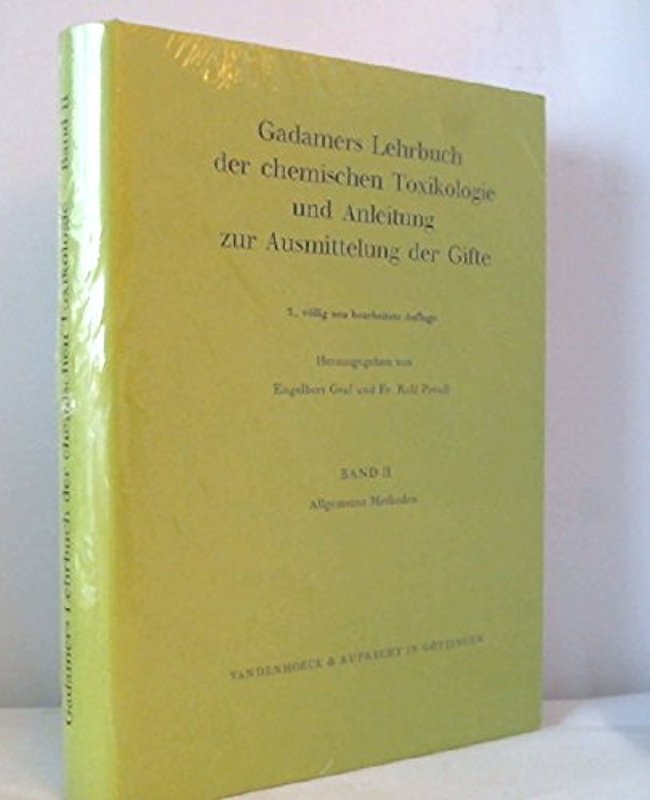 Gadamers Lehrbuch
der chemischen Toxikologie
und Anleitung
zur Ausmittelung der Gifte
völlig neu bearbeitete Auflage
Herausgegeben von
Engelbert Graf und Fr. Rolf Preuß
BAND II
Allgemeine Methoden
VANDENHOECK & RUPRECHT IN GÖTTINGEN
Gadamers Lehrbuch der chemischen Toxikologie Band II